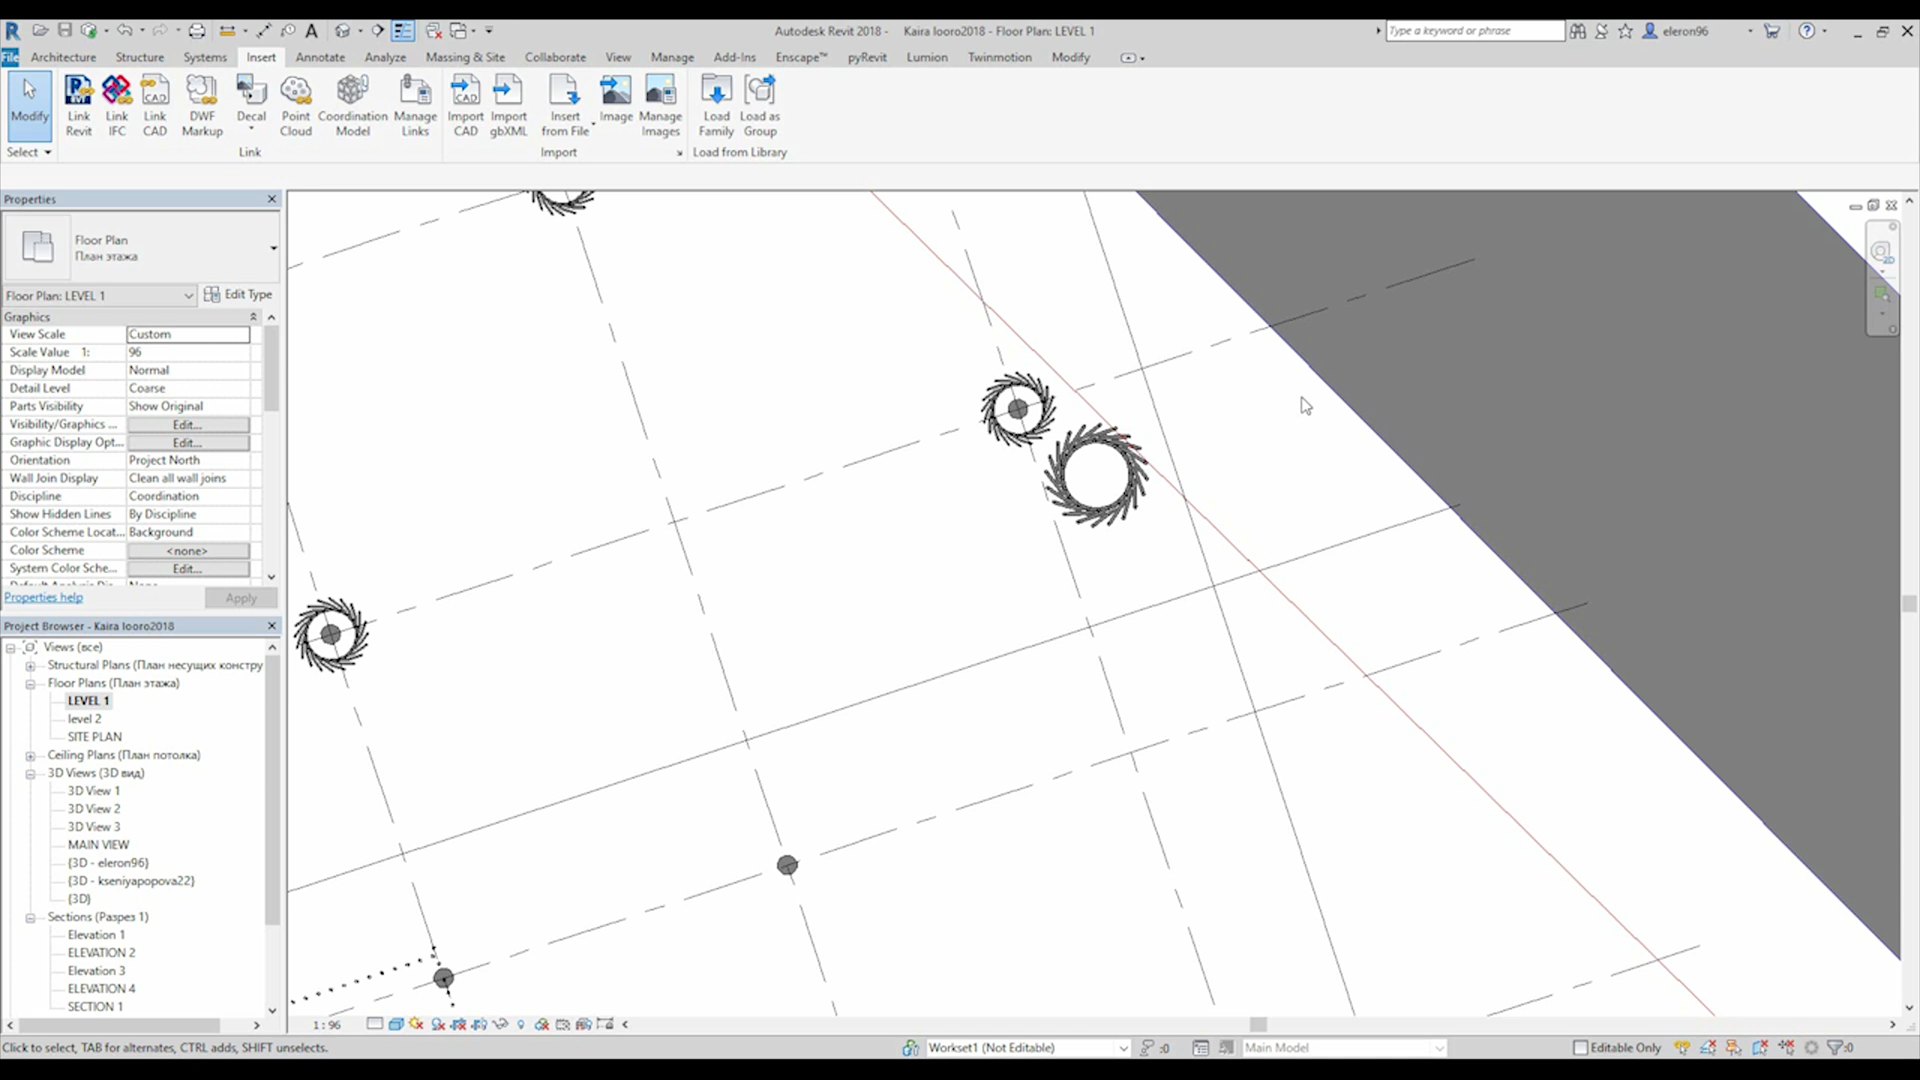 Autodesk Revit 2018 - Kaira looro2018 - Floor Plan: LEVEL 1
Type a keyword or phrase
eleron96
File Architecture Structure Systems Insert Annotate Analyze Massing & Site Collaborate View Manage Add-Ins Enscape™ pyRevit Lumion Twinmotion Modify
Modify
Link Revit
Link IFC
Link CAD
DWF Markup
Decal
Point Cloud
Coordination Model
Manage Links
Import CAD
Import gbXML
Insert from File
Image
Manage Images
Load Family
Load as Group
Select
Link
Import
Load from Library
Properties
Floor Plan
План этажа
Floor Plan: LEVEL 1
Edit Type
Graphics
View Scale Custom
Scale Value 1: 96
Display Model Normal
Detail Level Coarse
Parts Visibility Show Original
Visibility/Graphics ... Edit...
Graphic Display Opt... Edit...
Orientation Project North
Wall Join Display Clean all wall joins
Discipline Coordination
Show Hidden Lines By Discipline
Color Scheme Locat... Background
Color Scheme <none>
System Color Sche... Edit...
Properties help
Apply
Project Browser - Kaira looro2018
Views (все)
Structural Plans (План несущих констру
Floor Plans (План этажа)
LEVEL 1
level 2
SITE PLAN
Ceiling Plans (План потолка)
3D Views (3D вид)
3D View 1
3D View 2
3D View 3
MAIN VIEW
{3D - eleron96}
{3D - kseniyapopova22}
{3D}
Sections (Разрез 1)
Elevation 1
ELEVATION 2
Elevation 3
ELEVATION 4
SECTION 1
1 : 96
Click to select, TAB for alternates, CTRL adds, SHIFT unselects.
Workset1 (Not Editable)
:0
Main Model
Editable Only
:0